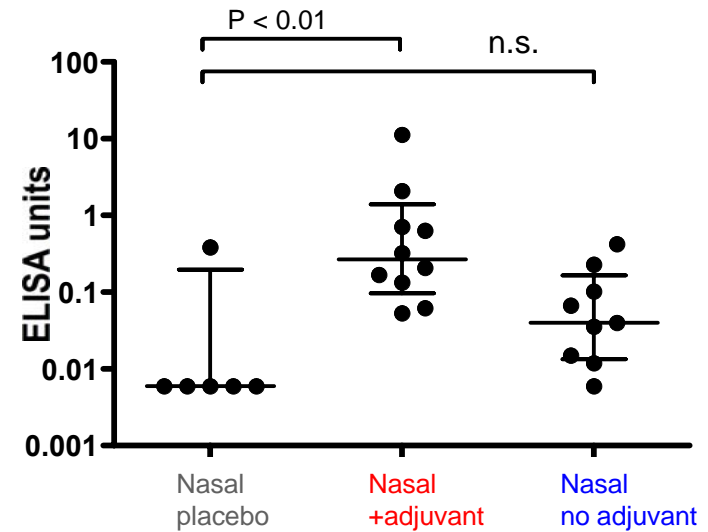 P < 0.01
n.s.
100
10
1
0.1
0.01
0.001
ELISA units
Nasal
placebo
Nasal
+adjuvant
Nasal
no adjuvant